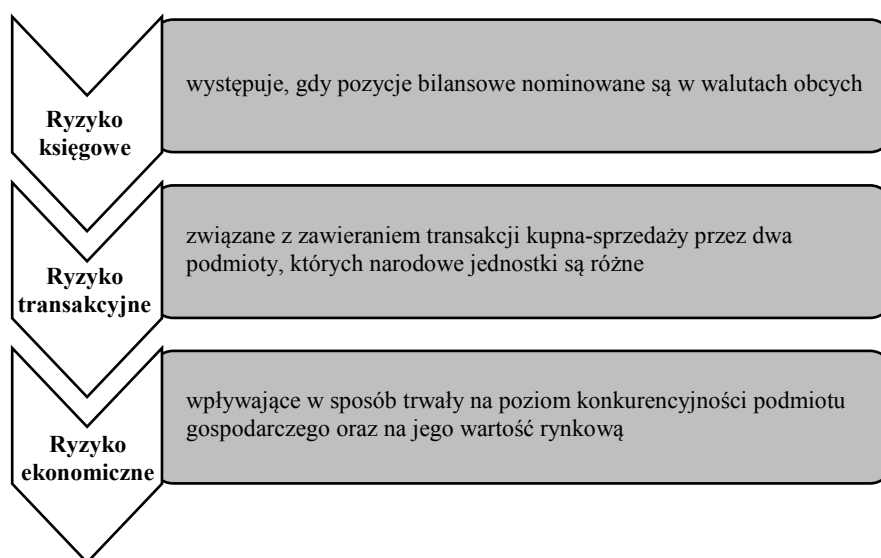 Ryzyko
księgowe
występuje, gdy pozycje bilansowe nominowane są w walutach obcych
Ryzyko
transakcyjne
związane z zawieraniem transakcji kupna-sprzedaży przez dwa
podmioty, których narodowe jednostki są różne
Ryzyko
ekonomiczne
wpływające w sposób trwały na poziom konkurencyjności podmiotu
gospodarczego oraz na jego wartość rynkową